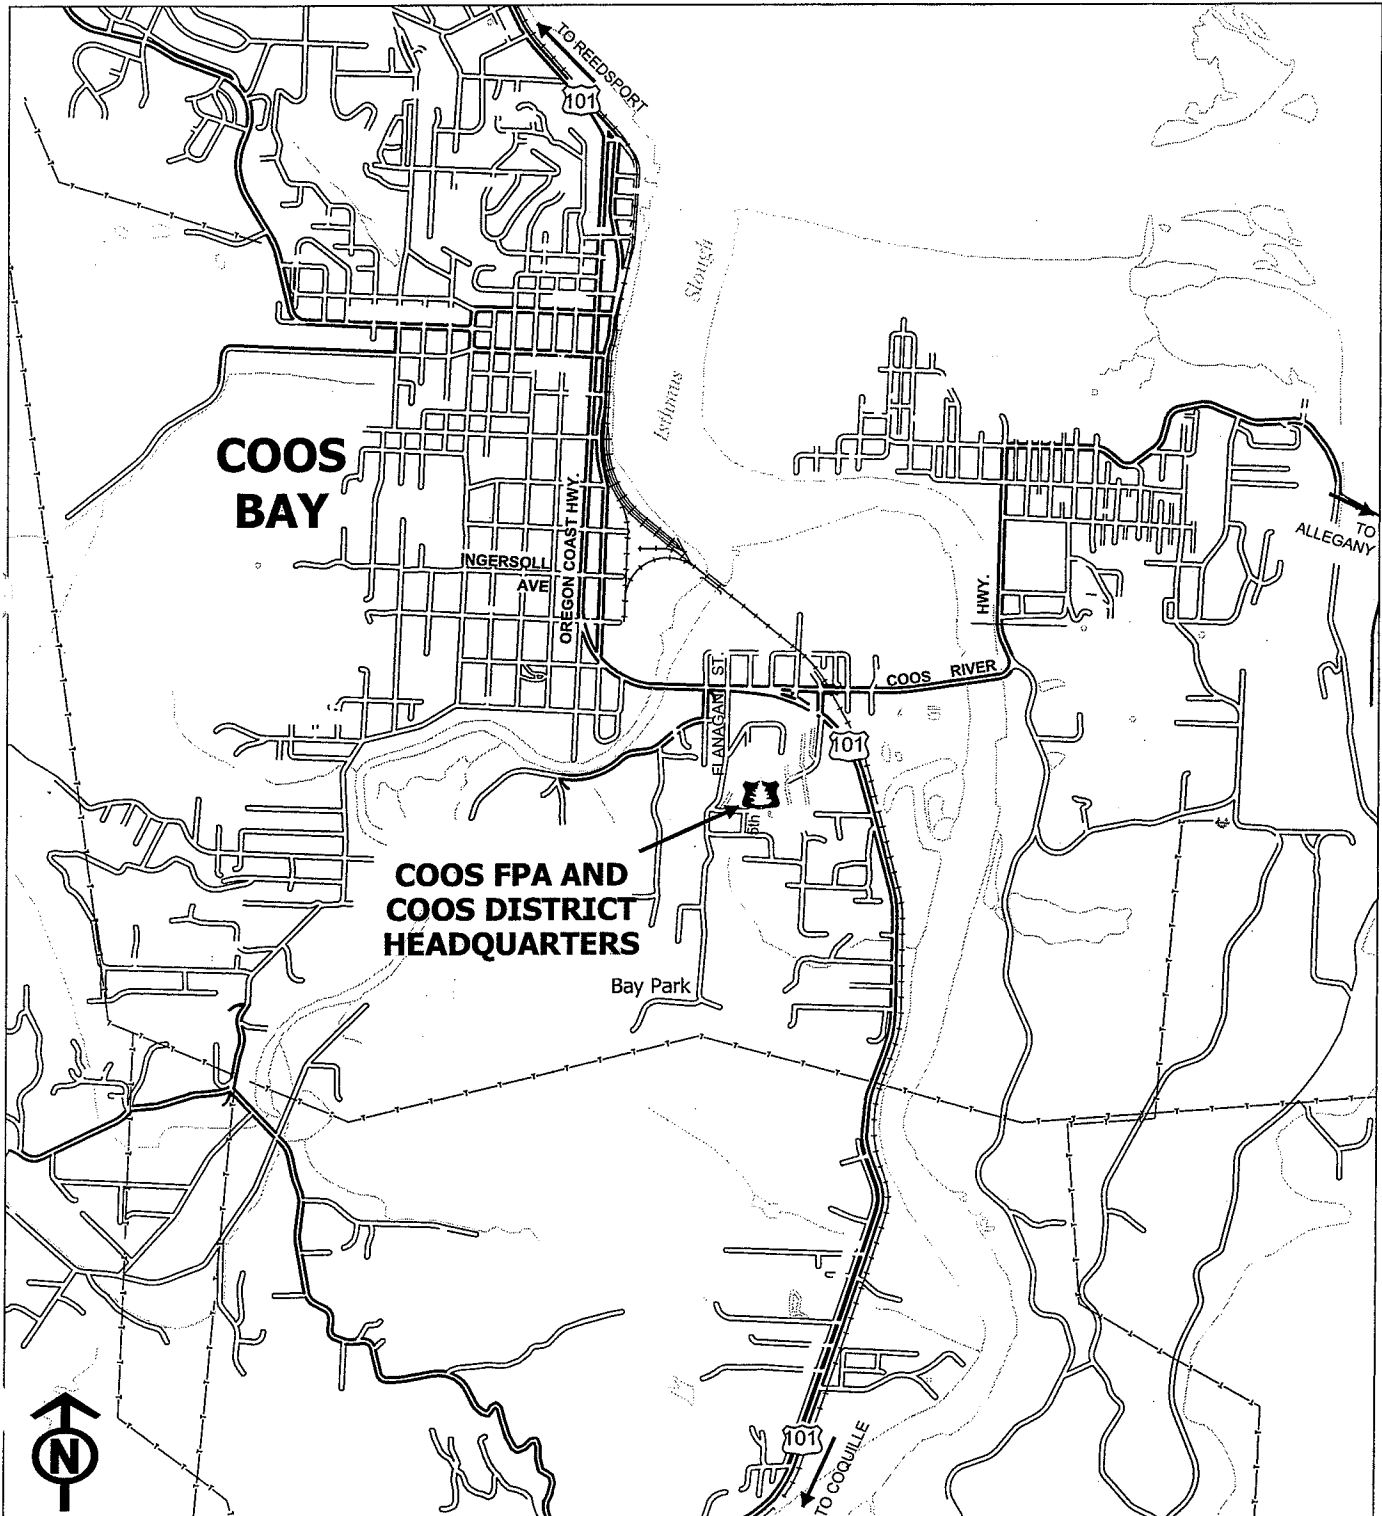 TO REEDSPORT
101
Slough
Isthmus
COOS
BAY
OREGON COAST HWY.
INGERSOLL
AVE
TO
ALLEGANY
HWY.
COOS RIVER
FLANAGAN ST.
101
5th
COOS FPA AND
COOS DISTRICT
HEADQUARTERS
Bay Park
N
101
TO COQUILLE